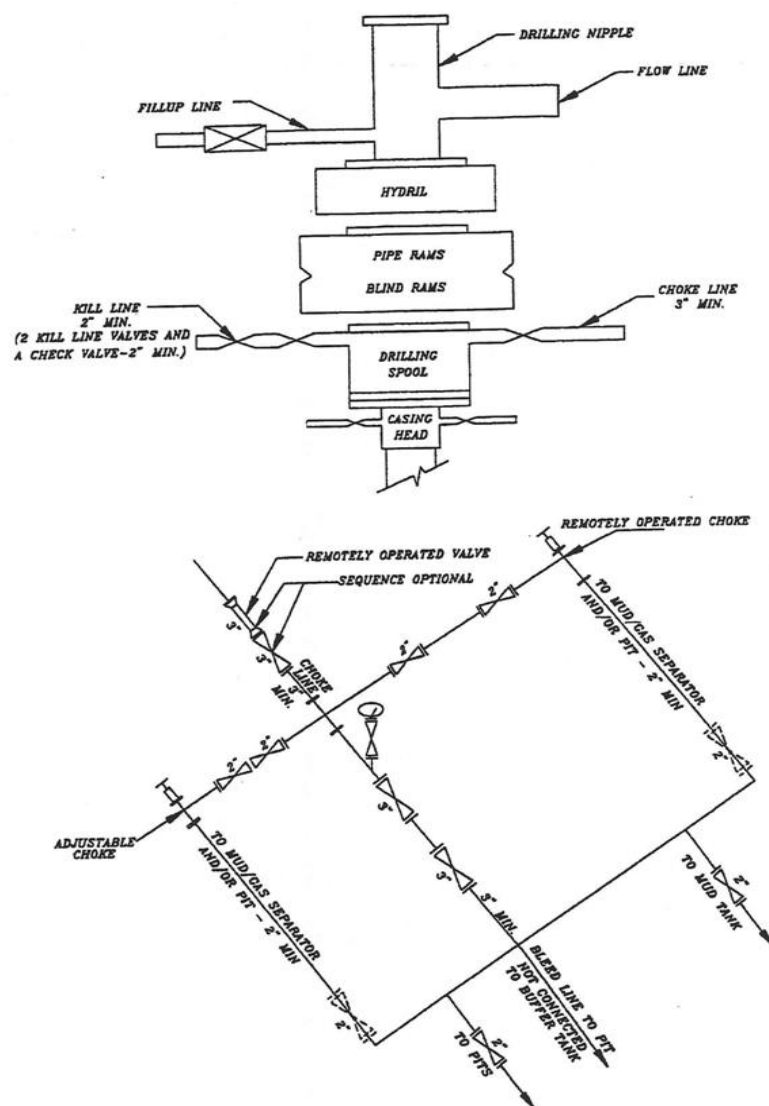 DRILLING NIPPLE
FLOW LINE
FILLUP LINE
HYDRIL
PIPE RAMS
BLIND RAMS
KILL LINE
2" MIN.
(2 KILL LINE VALVES AND
A CHECK VALVE-2" MIN.)
CHOKE LINE
3" MIN.
DRILLING
SPOOL
CASING
HEAD
REMOTELY OPERATED CHOKE
REMOTELY OPERATED VALVE
SEQUENCE OPTIONAL
3"
3"
CHOKE
LINE
3"
MIN.
2"
2"
TO MUD/GAS SEPARATOR
AND/OR PIT - 2" MIN
2"
2"
2"
ADJUSTABLE
CHOKE
TO MUD/GAS SEPARATOR
AND/OR PIT - 2" MIN
2"
3"
3"
3" MIN.
2"
TO MUD TANK
BLEED LINE TO PIT
NOT CONNECTED
TO BUFFER TANK
2"
TO PITS